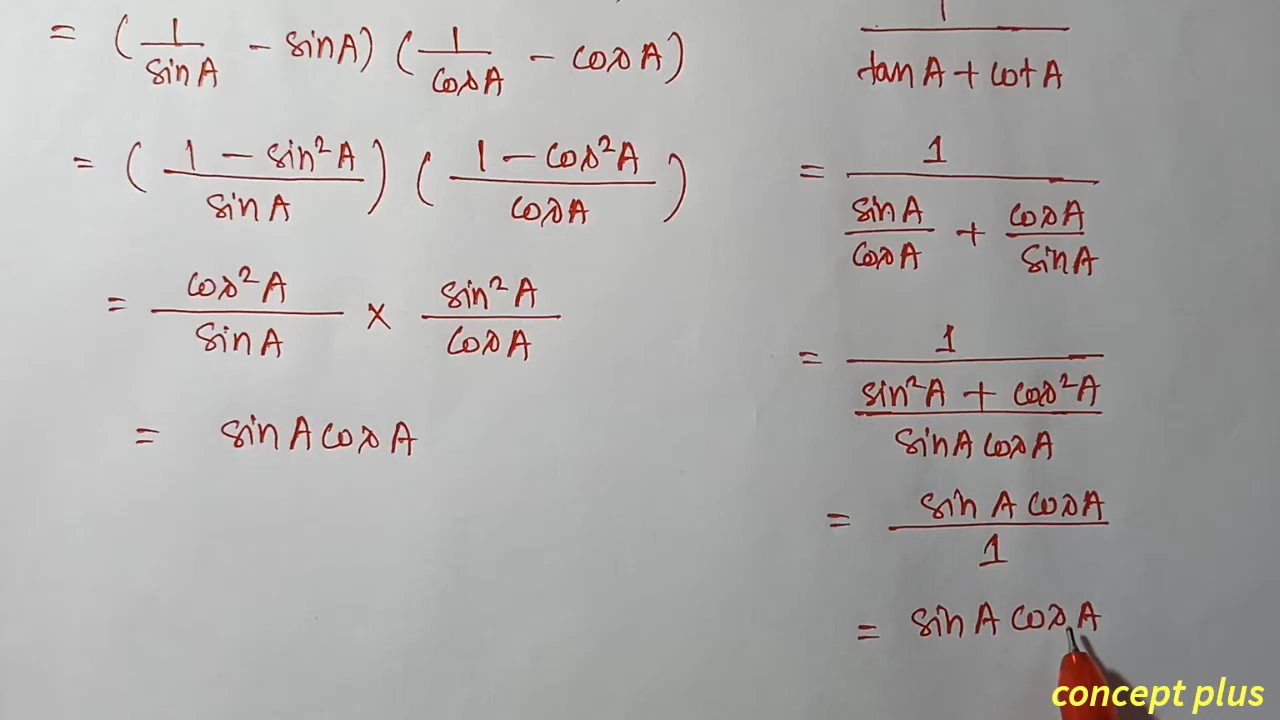 = (1/sinA - sinA) (1/cosA - cosA)
= (1 - sin²A / sinA) (1 - cos²A / cosA)
= cos²A / sinA × sin²A / cosA
= sinA cosA
1 / tanA + cotA
= 1 / sinA/cosA + cosA/sinA
= 1 / sin²A + cos²A / sinA cosA
= sinA cosA / 1
= sinA cosA
concept plus